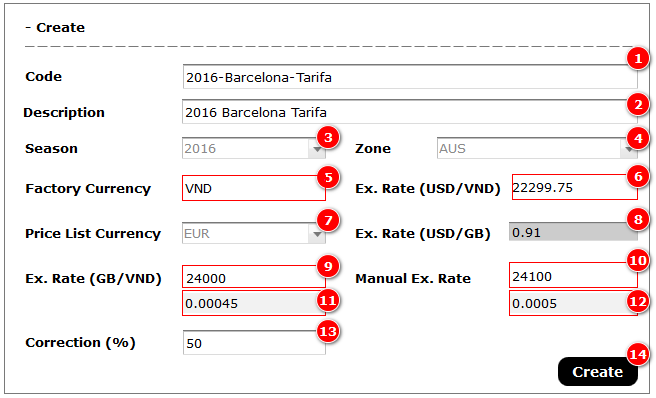 - Create
1
Code 2016-Barcelona-Tarifa
2
Description 2016 Barcelona Tarifa
3 4
Season 2016 Zone AUS
5 6
Factory Currency VND Ex. Rate (USD/VND) 22299.75
7 8
Price List Currency EUR Ex. Rate (USD/GB) 0.91
9 10
Ex. Rate (GB/VND) 24000 Manual Ex. Rate 24100
11 12
0.00045 0.0005
13
Correction (%) 50
14
Create